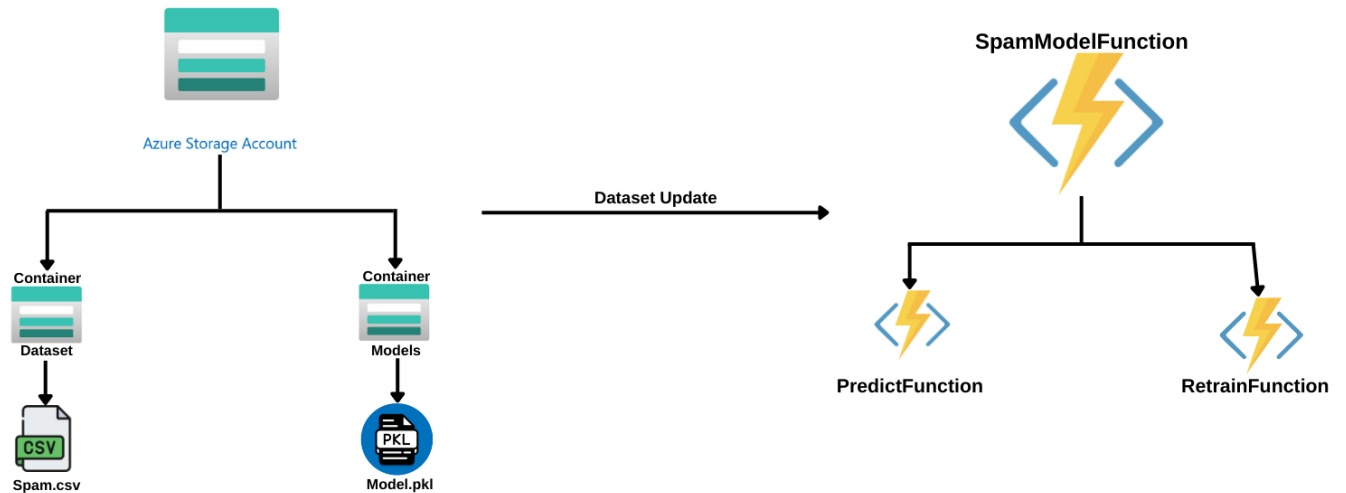 SpamModelFunction
Azure Storage Account
Dataset Update
Container
Container
Dataset
Models
PredictFunction
RetrainFunction
CSV
PKL
Spam.csv
Model.pkl